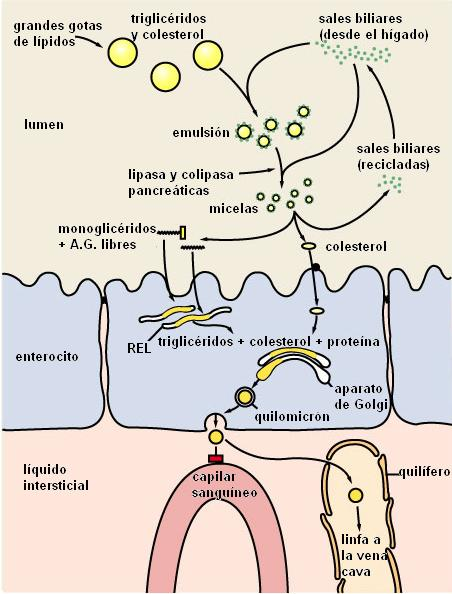 grandes gotas
de lípidos
triglicéridos
y colesterol
sales biliares
(desde el hígado)
lumen
emulsión
sales biliares
(recicladas)
lipasa y colipasa
pancreáticas
micelas
monoglicéridos
+ A.G. libres
colesterol
enterocito
REL
triglicéridos + colesterol + proteína
aparato
de Golgi
quilomicrón
líquido
intersticial
capilar
sanguíneo
quilífero
linfa a
la vena
cava